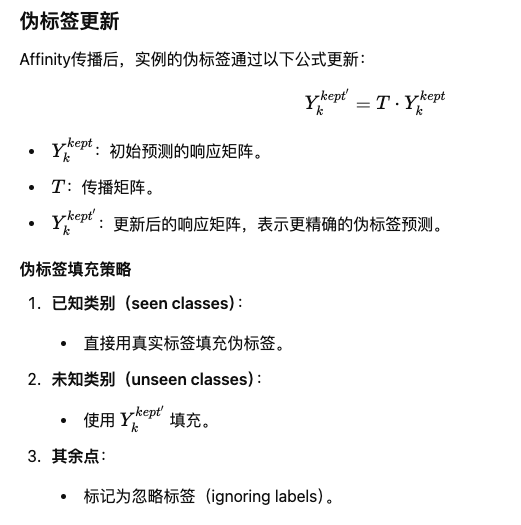 伪标签更新
Affinity传播后，实例的伪标签通过以下公式更新：
$Y_k^{kept'} = T \cdot Y_k^{kept}$
• $Y_k^{kept}$：初始预测的响应矩阵。
• $T$：传播矩阵。
• $Y_k^{kept'}$：更新后的响应矩阵，表示更精确的伪标签预测。
伪标签填充策略
1. 已知类别（seen classes）：
• 直接用真实标签填充伪标签。
2. 未知类别（unseen classes）：
• 使用 $Y_k^{kept'}$ 填充。
3. 其余点：
• 标记为忽略标签（ignoring labels）。